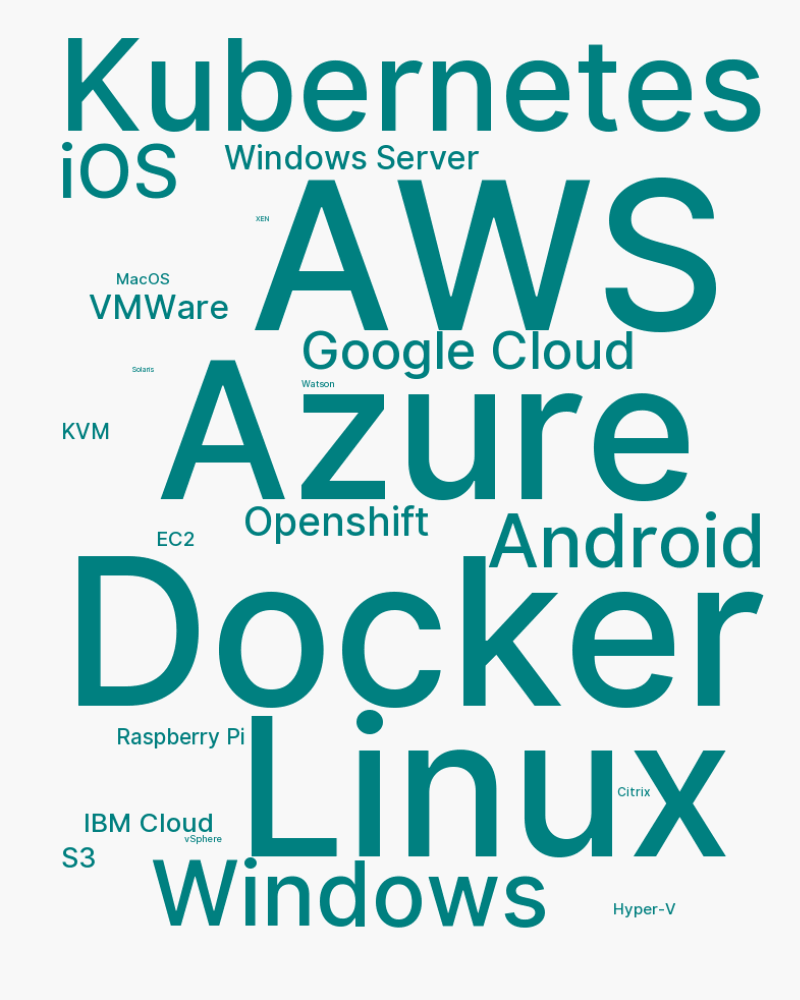 Kubernetes
iOS
Windows Server
AWS
XEN
MacOS
VMWare
Google Cloud
Azure
Solaris
Watson
KVM
Openshift
Android
EC2
Docker
Raspberry Pi
Linux
Citrix
IBM Cloud
vSphere
S3
Windows
Hyper-V